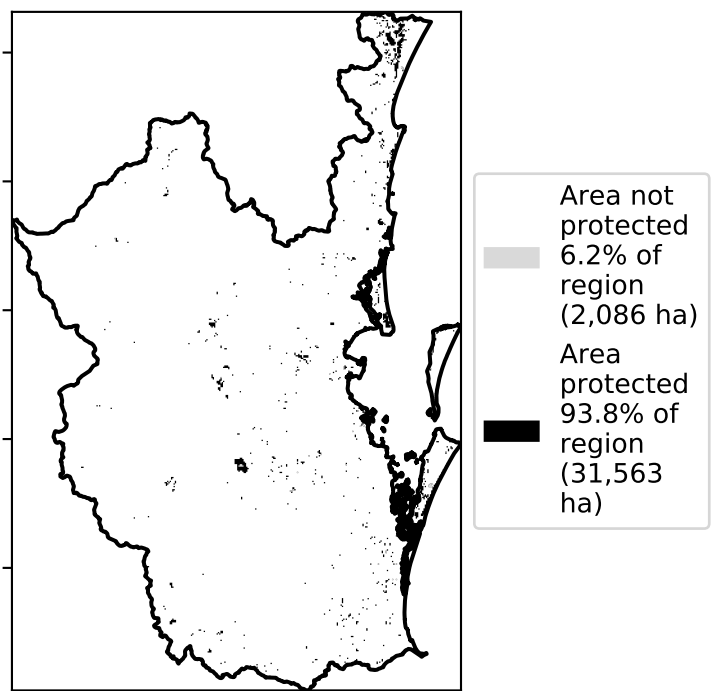 Area not
protected
6.2% of
region
(2,086 ha)
Area
protected
93.8% of
region
(31,563
ha)